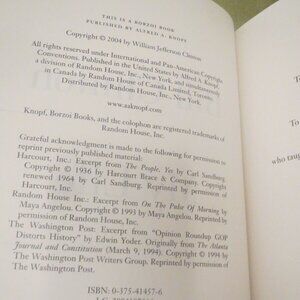 THIS IS A BORZOI BOOK
PUBLISHED BY ALFRED A. KNOPF
Copyright © 2004 by William Jefferson Clinton
All rights reserved under International and Pan-American Copyright
Conventions. Published in the United States by Alfred A. Knopf,
a division of Random House, Inc., New York, and simultaneously
in Canada by Random House of Canada Limited, Toronto.
Distributed by Random House, Inc., New York.
www.aaknopf.com
Knopf, Borzoi Books, and the colophon are registered trademarks of
Random House, Inc.
Grateful acknowledgment is made to the following for permission to
reprint previously published material:
Harcourt, Inc.: Excerpt from The People, Yes by Carl Sandburg.
Copyright © 1936 by Harcourt Brace & Company. Copyright
renewed 1964 by Carl Sandburg. Reprinted by permission of
Harcourt, Inc.
Random House Inc.: Excerpt from On The Pulse Of Morning by
Maya Angelou. Copyright © 1993 by Maya Angelou. Reprinted by
permission of Random House, Inc.
The Washington Post: Excerpt from "Opinion Roundup GOP
Distorts History" by Edwin Yoder. Originally from The Atlanta
Journal and Constitution (March 9, 1994). Copyright © 1994 by
The Washington Post Writers Group. Reprinted by permission of
The Washington Post.
ISBN: 0-375-41457-6
To
To
who taug